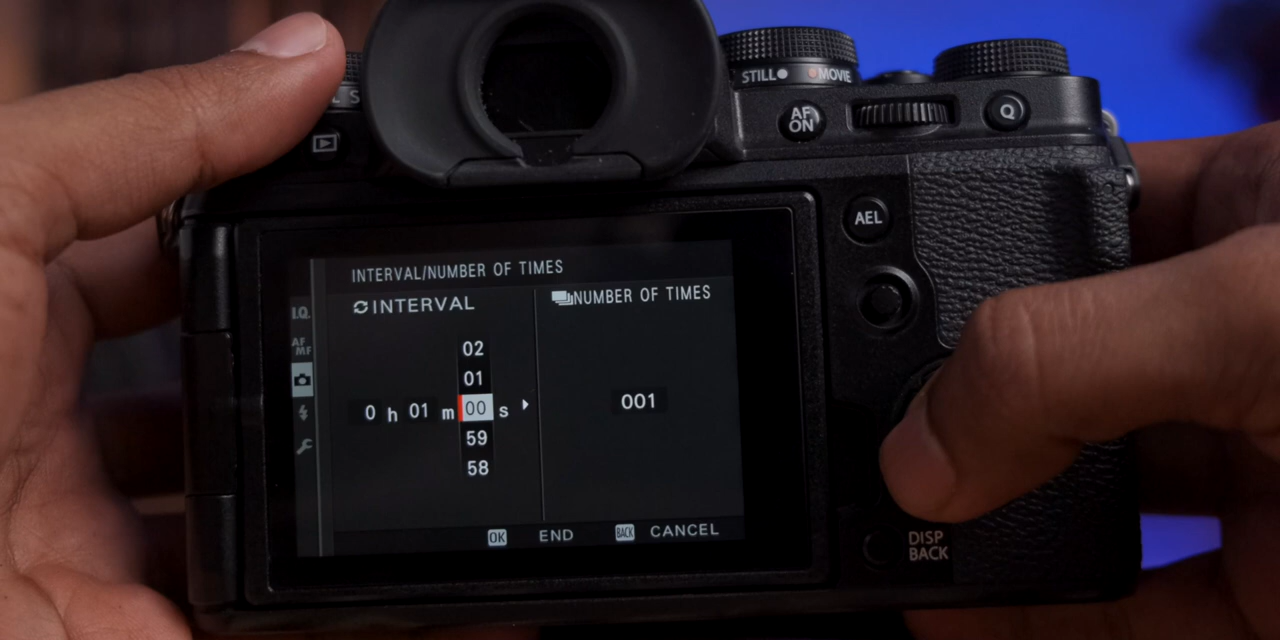 STILL MOVIE
L S
AF
ON
Q
AEL
INTERVAL/NUMBER OF TIMES
I.Q.
AF
MF
INTERVAL
02
01
0 h 01 m 00 s
59
58
NUMBER OF TIMES
001
OK END BACK CANCEL
DISP
BACK